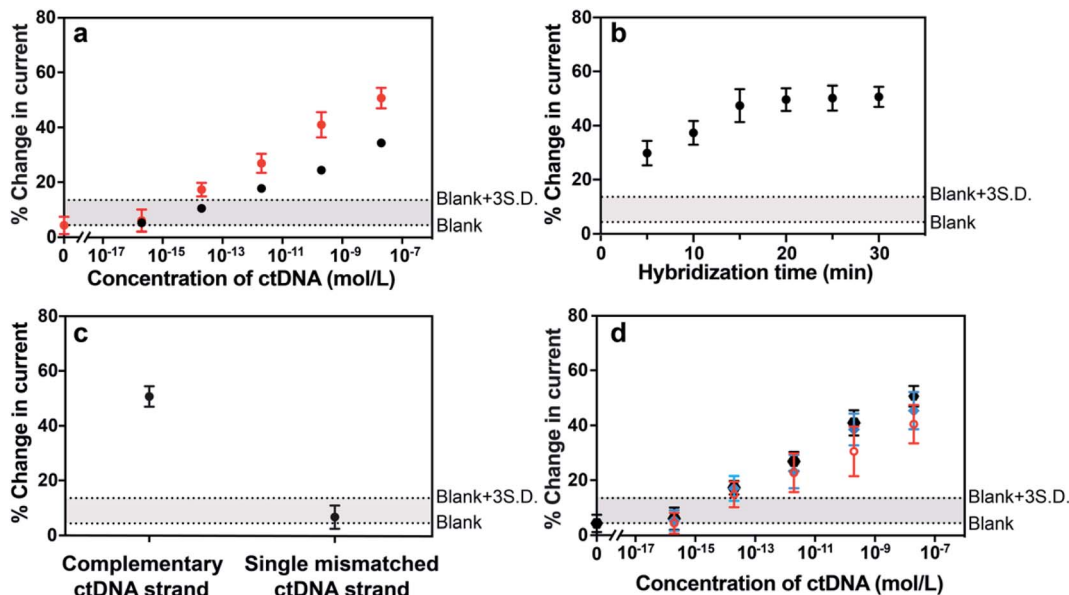 a
% Change in current
80
60
40
20
0
Blank+3S.D.
Blank
0
10⁻¹⁷
10⁻¹⁵
10⁻¹³
10⁻¹¹
10⁻⁹
10⁻⁷
Concentration of ctDNA (mol/L)
b
% Change in current
80
60
40
20
0
Blank+3S.D.
Blank
0
10
20
30
Hybridization time (min)
c
% Change in current
80
60
40
20
0
Blank+3S.D.
Blank
Complementary
ctDNA strand
Single mismatched
ctDNA strand
d
% Change in current
80
60
40
20
0
Blank+3S.D.
Blank
0
10⁻¹⁷
10⁻¹⁵
10⁻¹³
10⁻¹¹
10⁻⁹
10⁻⁷
Concentration of ctDNA (mol/L)